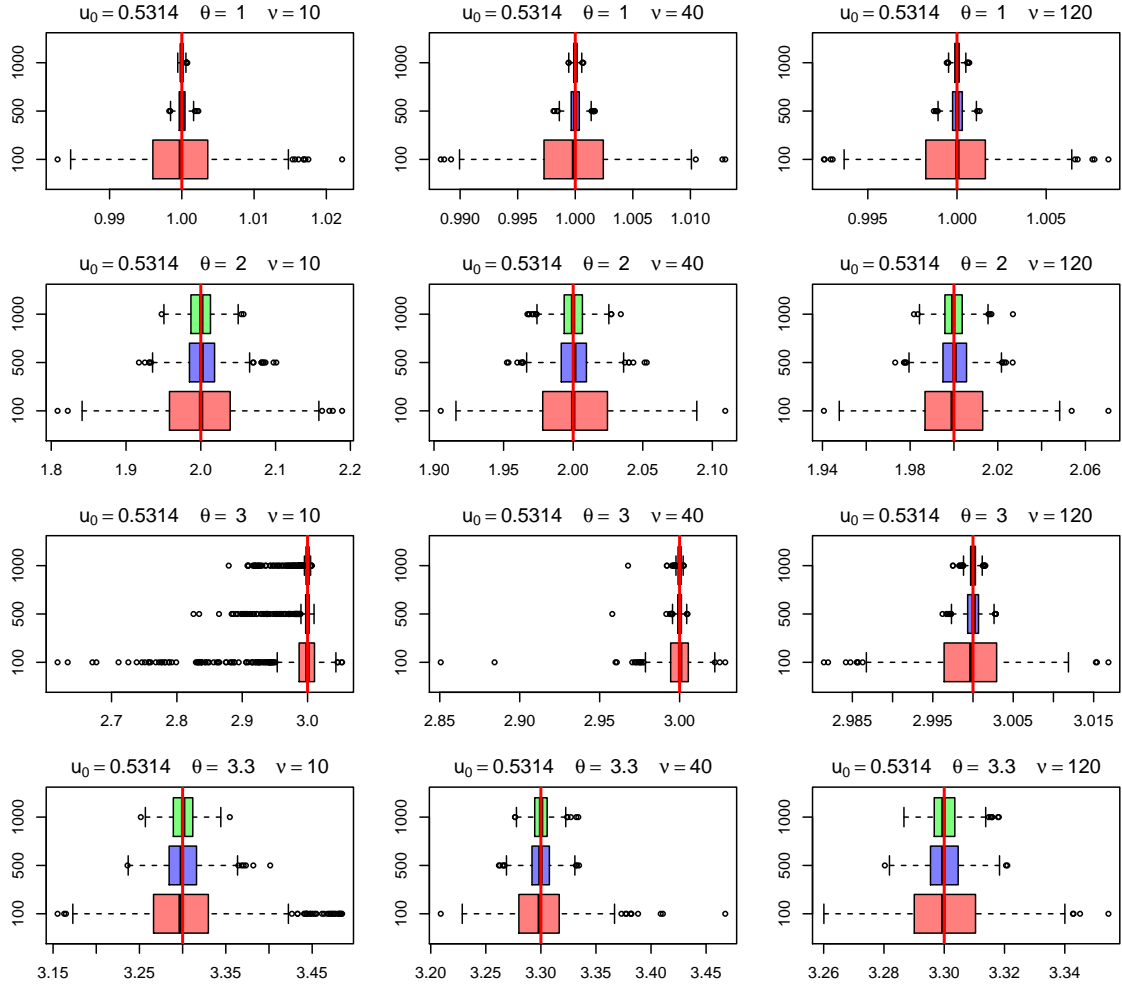 u₀ = 0.5314 θ = 1 ν = 10
1000
500
100
0.99 1.00 1.01 1.02
u₀ = 0.5314 θ = 1 ν = 40
1000
500
100
0.990 0.995 1.000 1.005 1.010
u₀ = 0.5314 θ = 1 ν = 120
1000
500
100
0.995 1.000 1.005
u₀ = 0.5314 θ = 2 ν = 10
1000
500
100
1.8 1.9 2.0 2.1 2.2
u₀ = 0.5314 θ = 2 ν = 40
1000
500
100
1.90 1.95 2.00 2.05 2.10
u₀ = 0.5314 θ = 2 ν = 120
1000
500
100
1.94 1.98 2.02 2.06
u₀ = 0.5314 θ = 3 ν = 10
1000
500
100
2.7 2.8 2.9 3.0
u₀ = 0.5314 θ = 3 ν = 40
1000
500
100
2.85 2.90 2.95 3.00
u₀ = 0.5314 θ = 3 ν = 120
1000
500
100
2.985 2.995 3.005 3.015
u₀ = 0.5314 θ = 3.3 ν = 10
1000
500
100
3.15 3.25 3.35 3.45
u₀ = 0.5314 θ = 3.3 ν = 40
1000
500
100
3.20 3.25 3.30 3.35 3.40 3.45
u₀ = 0.5314 θ = 3.3 ν = 120
1000
500
100
3.26 3.28 3.30 3.32 3.34